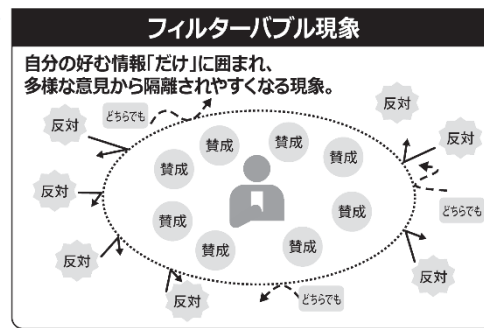 フィルターバブル現象
自分の好む情報「だけ」に囲まれ、
多様な意見から隔離されやすくなる現象。
反対
どちらでも
反対
反対
賛成
賛成
賛成
賛成
反対
賛成
賛成
どちらでも
賛成
賛成
反対
反対
反対
どちらでも